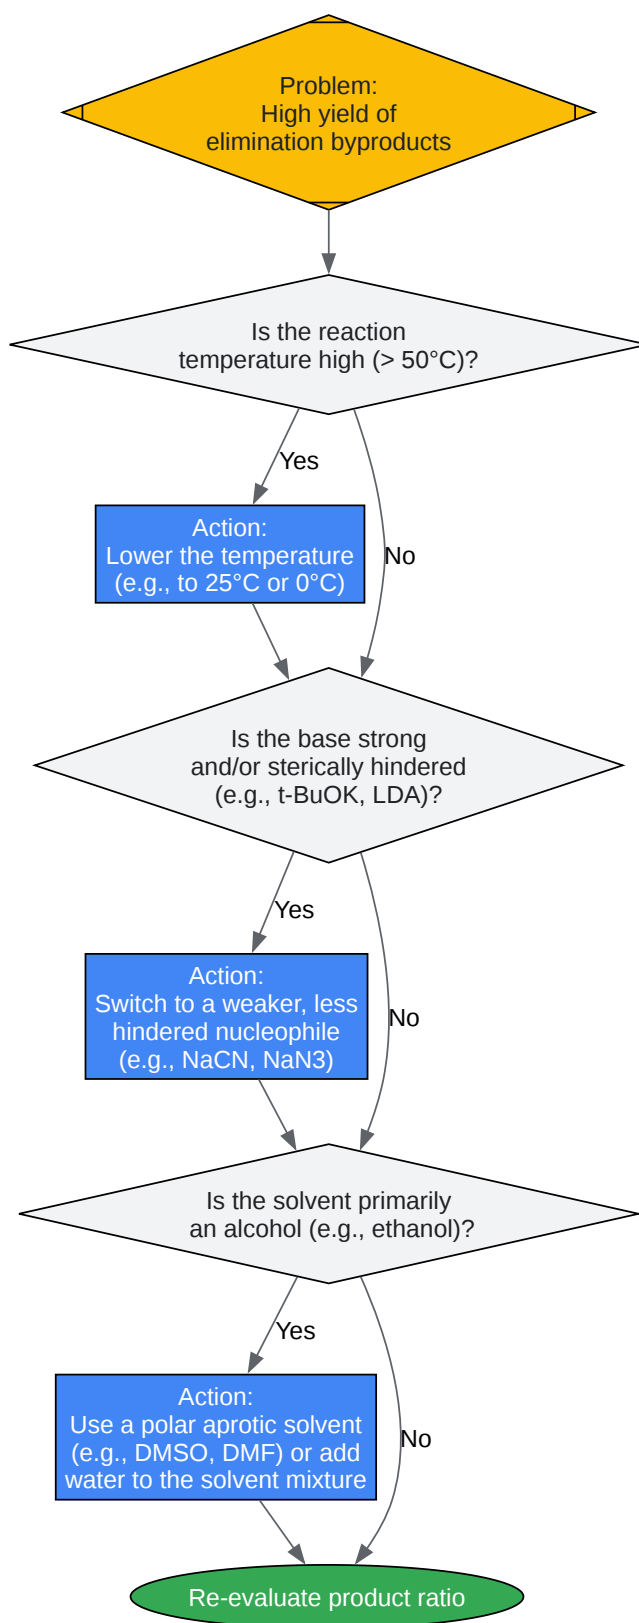 Problem:
High yield of
elimination byproducts
Is the reaction
temperature high (> 50°C)?
Yes
Action:
Lower the temperature
(e.g., to 25°C or 0°C)
No
Is the base strong
and/or sterically hindered
(e.g., t-BuOK, LDA)?
Yes
Action:
Switch to a weaker, less
hindered nucleophile
(e.g., NaCN, NaN3)
No
Is the solvent primarily
an alcohol (e.g., ethanol)?
Yes
Action:
Use a polar aprotic solvent
(e.g., DMSO, DMF) or add
water to the solvent mixture
No
Re-evaluate product ratio